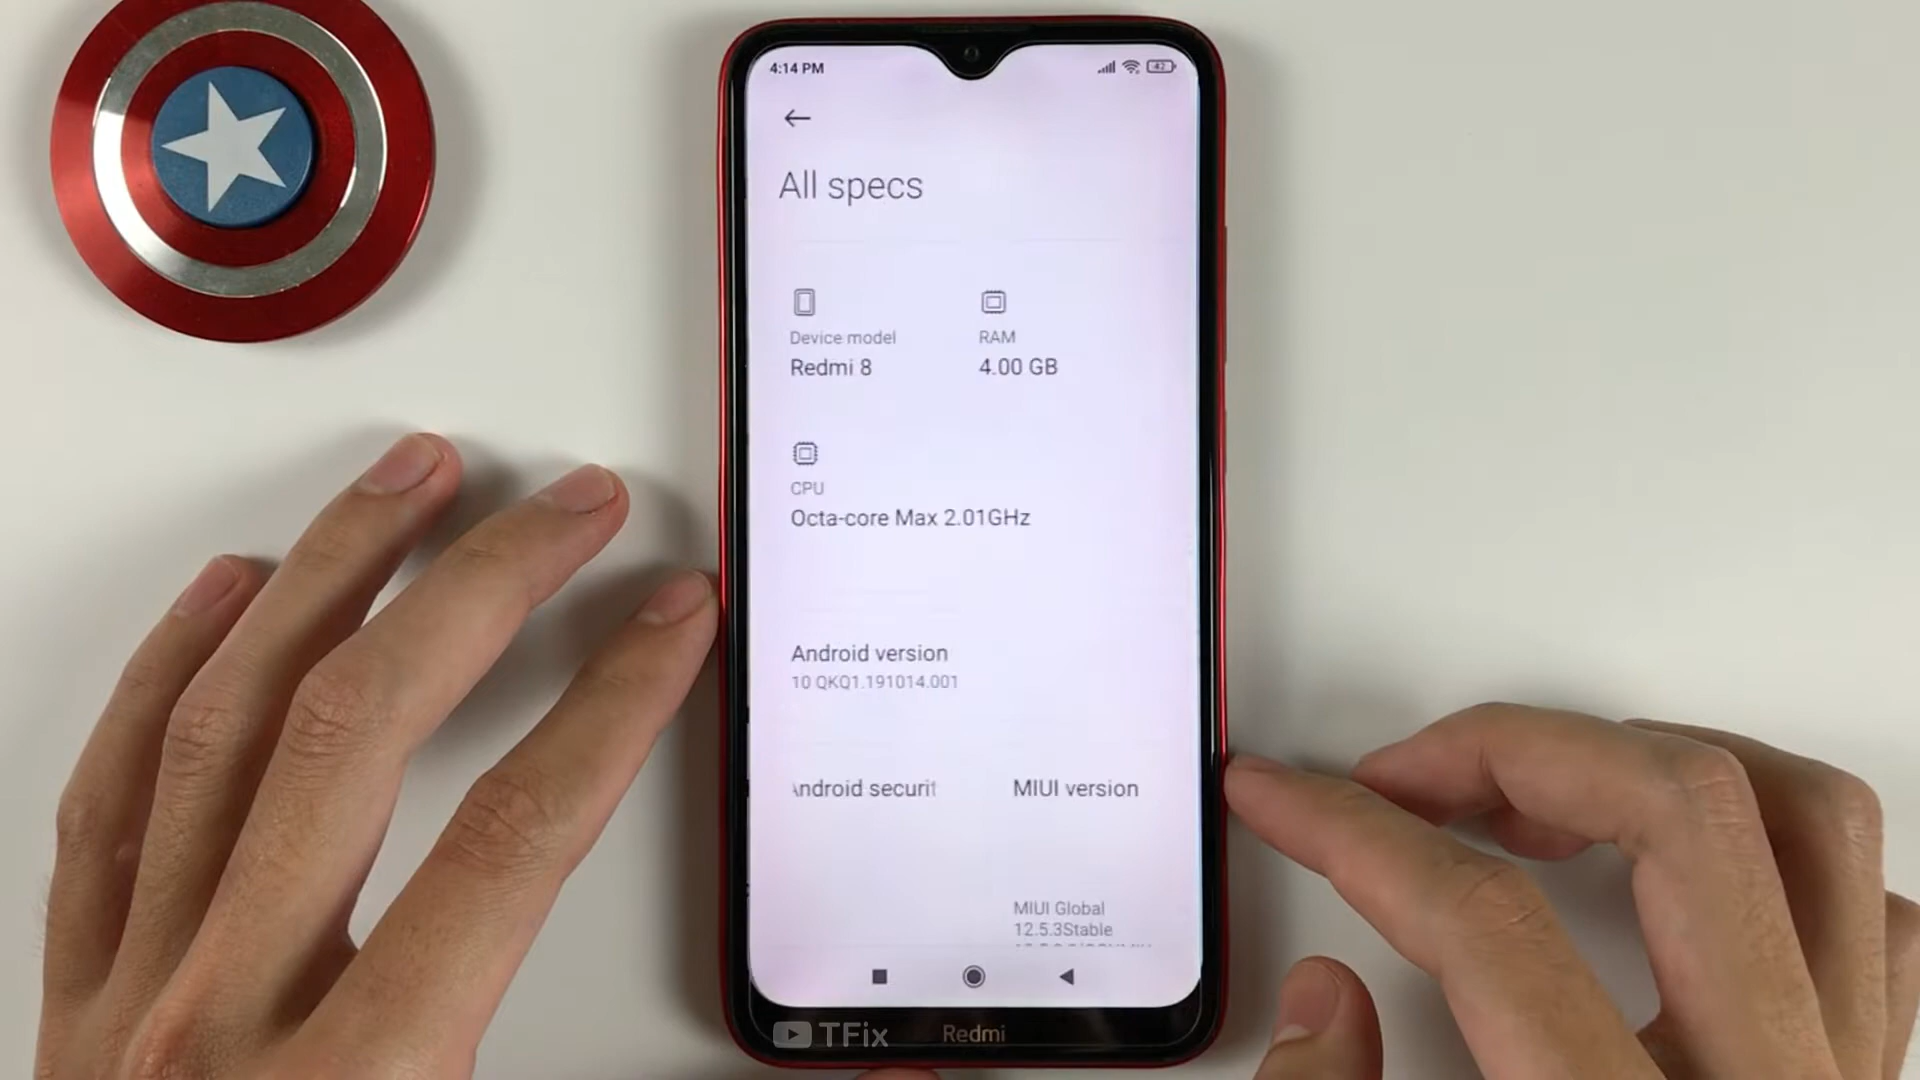 4:14 PM
42
All specs
Device model
Redmi 8
RAM
4.00 GB
CPU
Octa-core Max 2.01GHz
Android version
10 QKQ1.191014.001
Android securit
MIUI version
MIUI Global
12.5.3Stable
TFix
Redmi